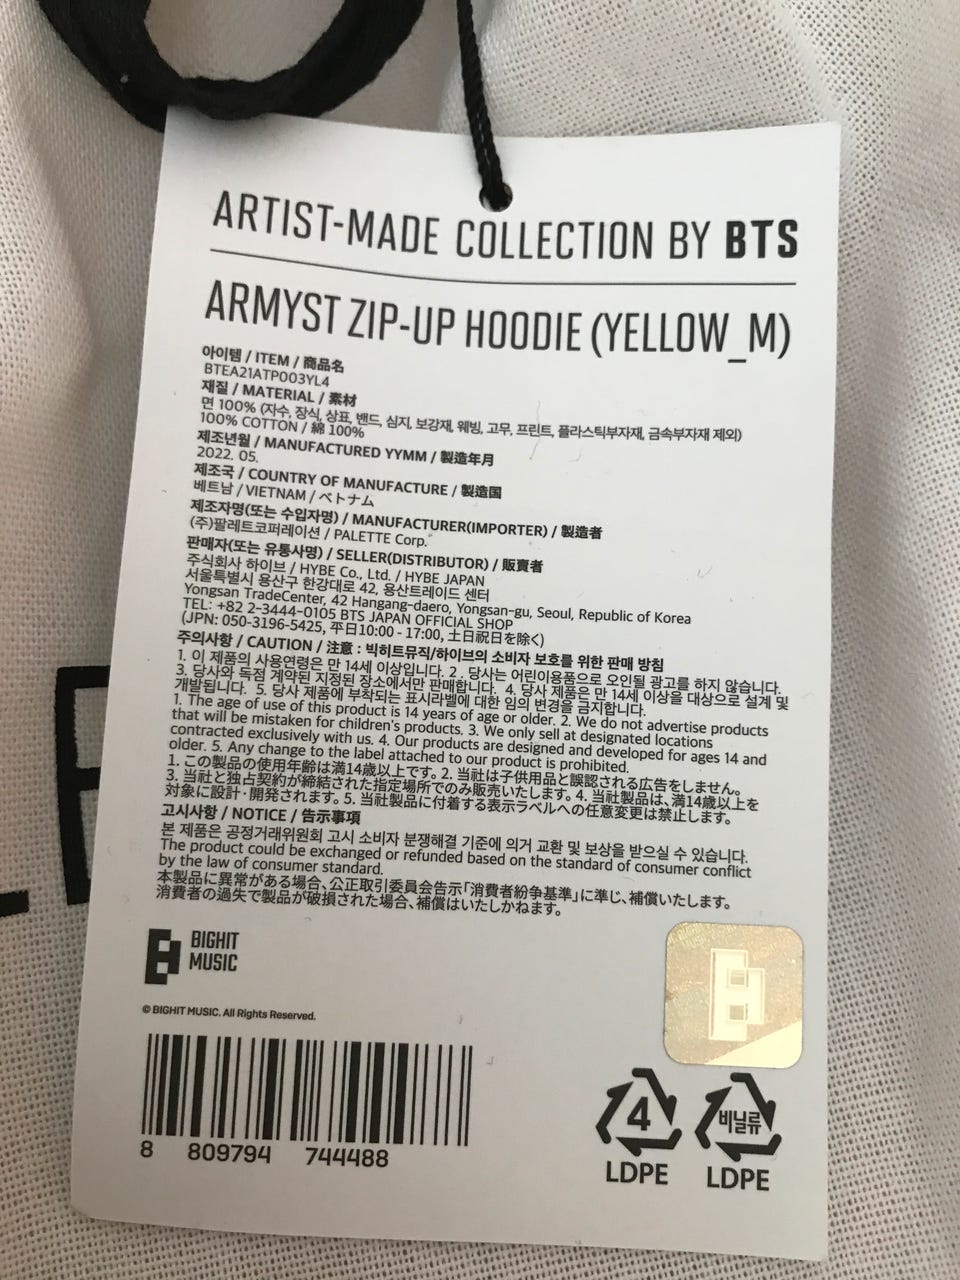 ARTIST-MADE COLLECTION BY BTS
ARMYST ZIP-UP HOODIE (YELLOW_M)
아이템 / ITEM / 商品名
BTEA21ATP003YL4
재질 / MATERIAL / 素材
면 100% (자수, 장식, 상표, 밴드, 심지, 보강재, 웨빙, 고무, 프린트, 플라스틱부자재, 금속부자재 제외)
100% COTTON / 綿 100%
제조년월 / MANUFACTURED YYMM / 製造年月
2022. 05.
제조국 / COUNTRY OF MANUFACTURE / 製造国
베트남 / VIETNAM / ベトナム
제조자명(또는 수입자명) / MANUFACTURER(IMPORTER) / 製造者
(주)팔레트코퍼레이션 / PALETTE Corp.
판매자(또는 유통사명) / SELLER(DISTRIBUTOR) / 販賣者
주식회사 하이브 / HYBE Co., Ltd. / HYBE JAPAN
서울특별시 용산구 한강대로 42, 용산트레이드 센터
Yongsan TradeCenter, 42 Hangang-daero, Yongsan-gu, Seoul, Republic of Korea
TEL: +82 2-3444-0105 BTS JAPAN OFFICIAL SHOP
(JPN: 050-3196-5425, 平日10:00 - 17:00, 土日祝日を除く)
주의사항 / CAUTION / 注意 : 빅히트뮤직/하이브의 소비자 보호를 위한 판매 방침
1. 이 제품의 사용연령은 만 14세 이상입니다. 2 . 당사는 어린이용품으로 오인될 광고를 하지 않습니다.
3. 당사와 독점 계약된 지정된 장소에서만 판매합니다. 4. 당사 제품은 만 14세 이상을 대상으로 설계 및
개발됩니다. 5. 당사 제품에 부착되는 표시라벨에 대한 임의 변경을 금지합니다.
1. The age of use of this product is 14 years of age or older. 2. We do not advertise products
that will be mistaken for children's products. 3. We only sell at designated locations
contracted exclusively with us. 4. Our products are designed and developed for ages 14 and
older. 5. Any change to the label attached to our product is prohibited.
1. この製品の使用年齢は満14歳以上です。2. 当社は子供用品と誤認される広告をしません。
3. 当社と独占契約が締結された指定場所でのみ販売いたします。4. 当社製品は、満14歳以上を
対象に設計·開発されます。5. 当社製品に付着する表示ラベルへの任意変更は禁止します。
고시사항 / NOTICE / 告示事項
본 제품은 공정거래위원회 고시 소비자 분쟁해결 기준에 의거 교환 및 보상을 받으실 수 있습니다.
The product could be exchanged or refunded based on the standard of consumer conflict
by the law of consumer standard.
本製品に異常がある場合、公正取引委員会告示「消費者紛争基準」に準じ、補償いたします。
消費者の過失で製品が破損された場合、補償はいたしかねます。
BIGHIT
MUSIC
© BIGHIT MUSIC. All Rights Reserved.
8 809794 744488
4
LDPE
비닐류
LDPE